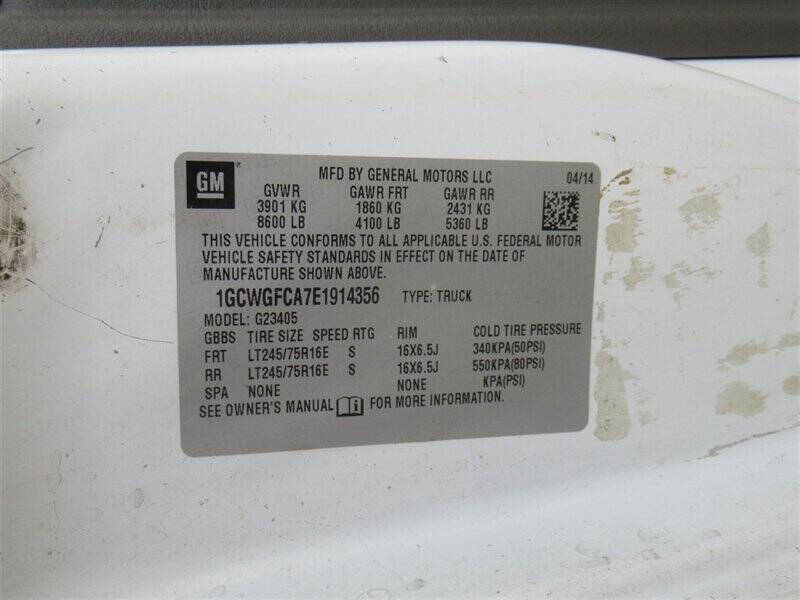 GM
MFD BY GENERAL MOTORS LLC 04/14
GVWR GAWR FRT GAWR RR
3901 KG 1860 KG 2431 KG
8600 LB 4100 LB 5360 LB
THIS VEHICLE CONFORMS TO ALL APPLICABLE U.S. FEDERAL MOTOR
VEHICLE SAFETY STANDARDS IN EFFECT ON THE DATE OF
MANUFACTURE SHOWN ABOVE.
1GCWGFCA7E1914356 TYPE: TRUCK
MODEL: G23405
GBBS TIRE SIZE SPEED RTG RIM COLD TIRE PRESSURE
FRT LT245/75R16E S 16X6.5J 340KPA(50PSI)
RR LT245/75R16E S 16X6.5J 550KPA(80PSI)
SPA NONE NONE KPA(PSI)
SEE OWNER'S MANUAL FOR MORE INFORMATION.